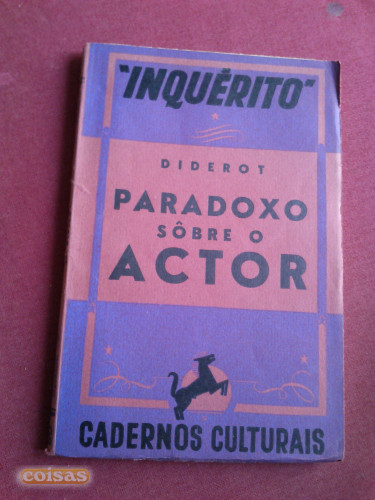 "INQUÉRITO"
DIDEROT
PARADOXO
SÔBRE O
ACTOR
CADERNOS CULTURAIS
coisas